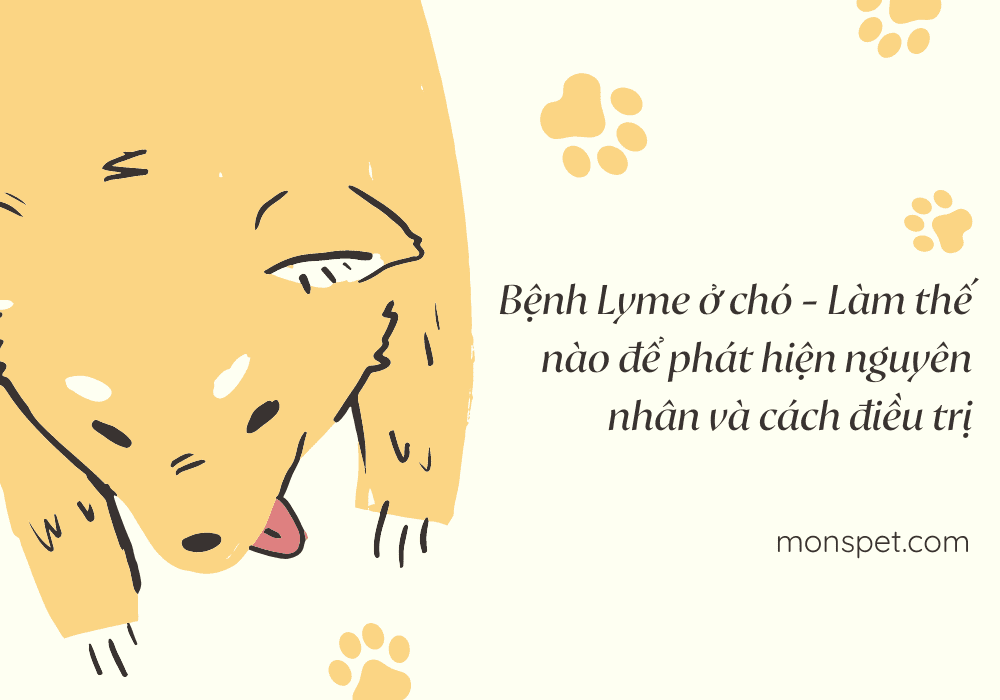 Bệnh Lyme ở chó – Làm thế
nào để phát hiện nguyên
nhân và cách điều trị
monspet.com